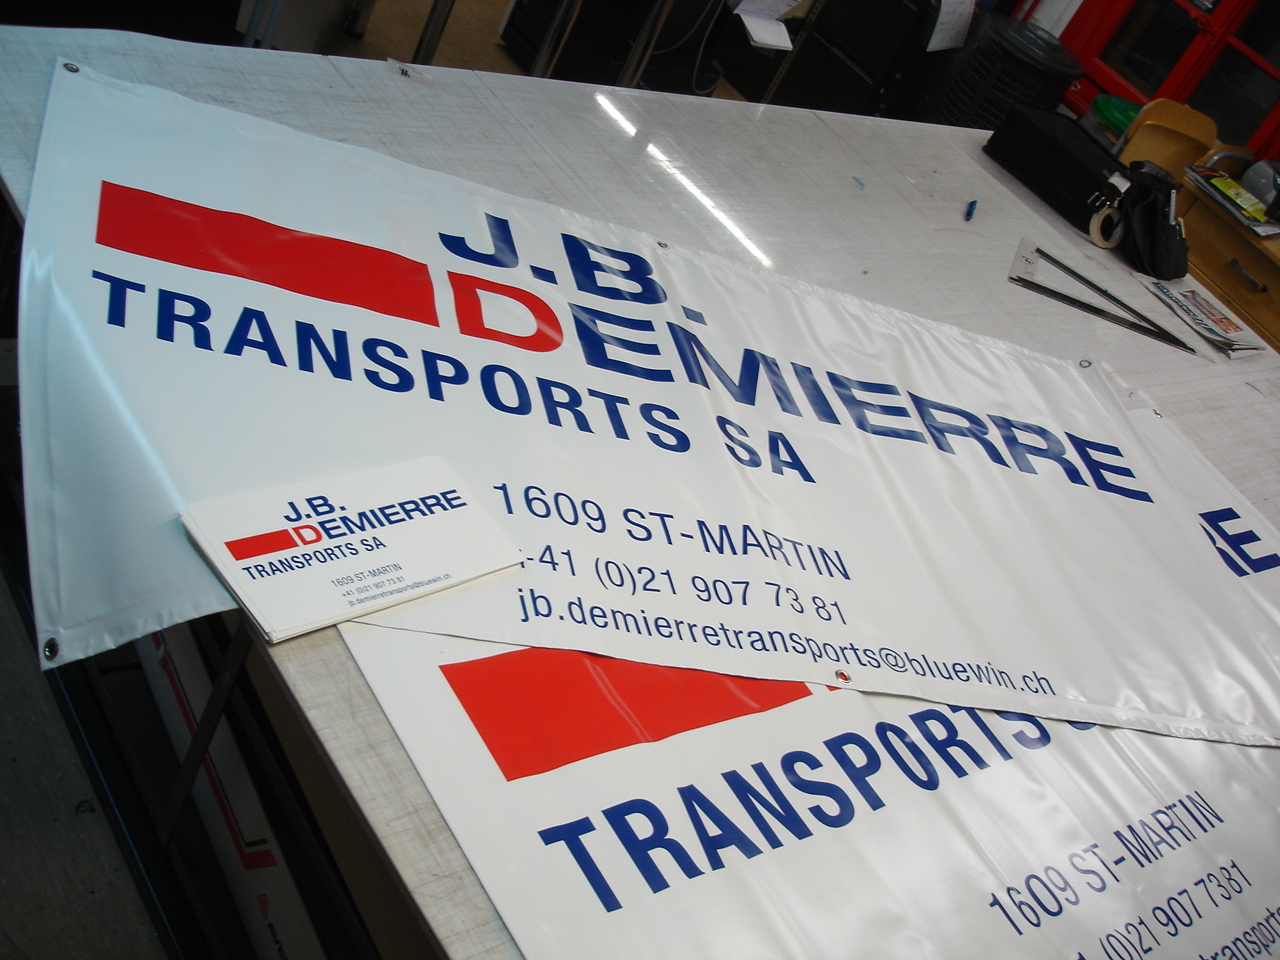 J.B.
DEMIERRE
TRANSPORTS SA
1609 ST-MARTIN
+41 (0)21 907 73 81
jb.demierretransports@bluewin.ch
J.B.
DEMIERRE
TRANSPORTS SA
1609 ST-MARTIN
+41 (0)21 907 73 81
jb.demierretransports@bluewin.ch
RE
TRANSPORTS
1609 ST-MARTIN
(0)21 907 7381
transports